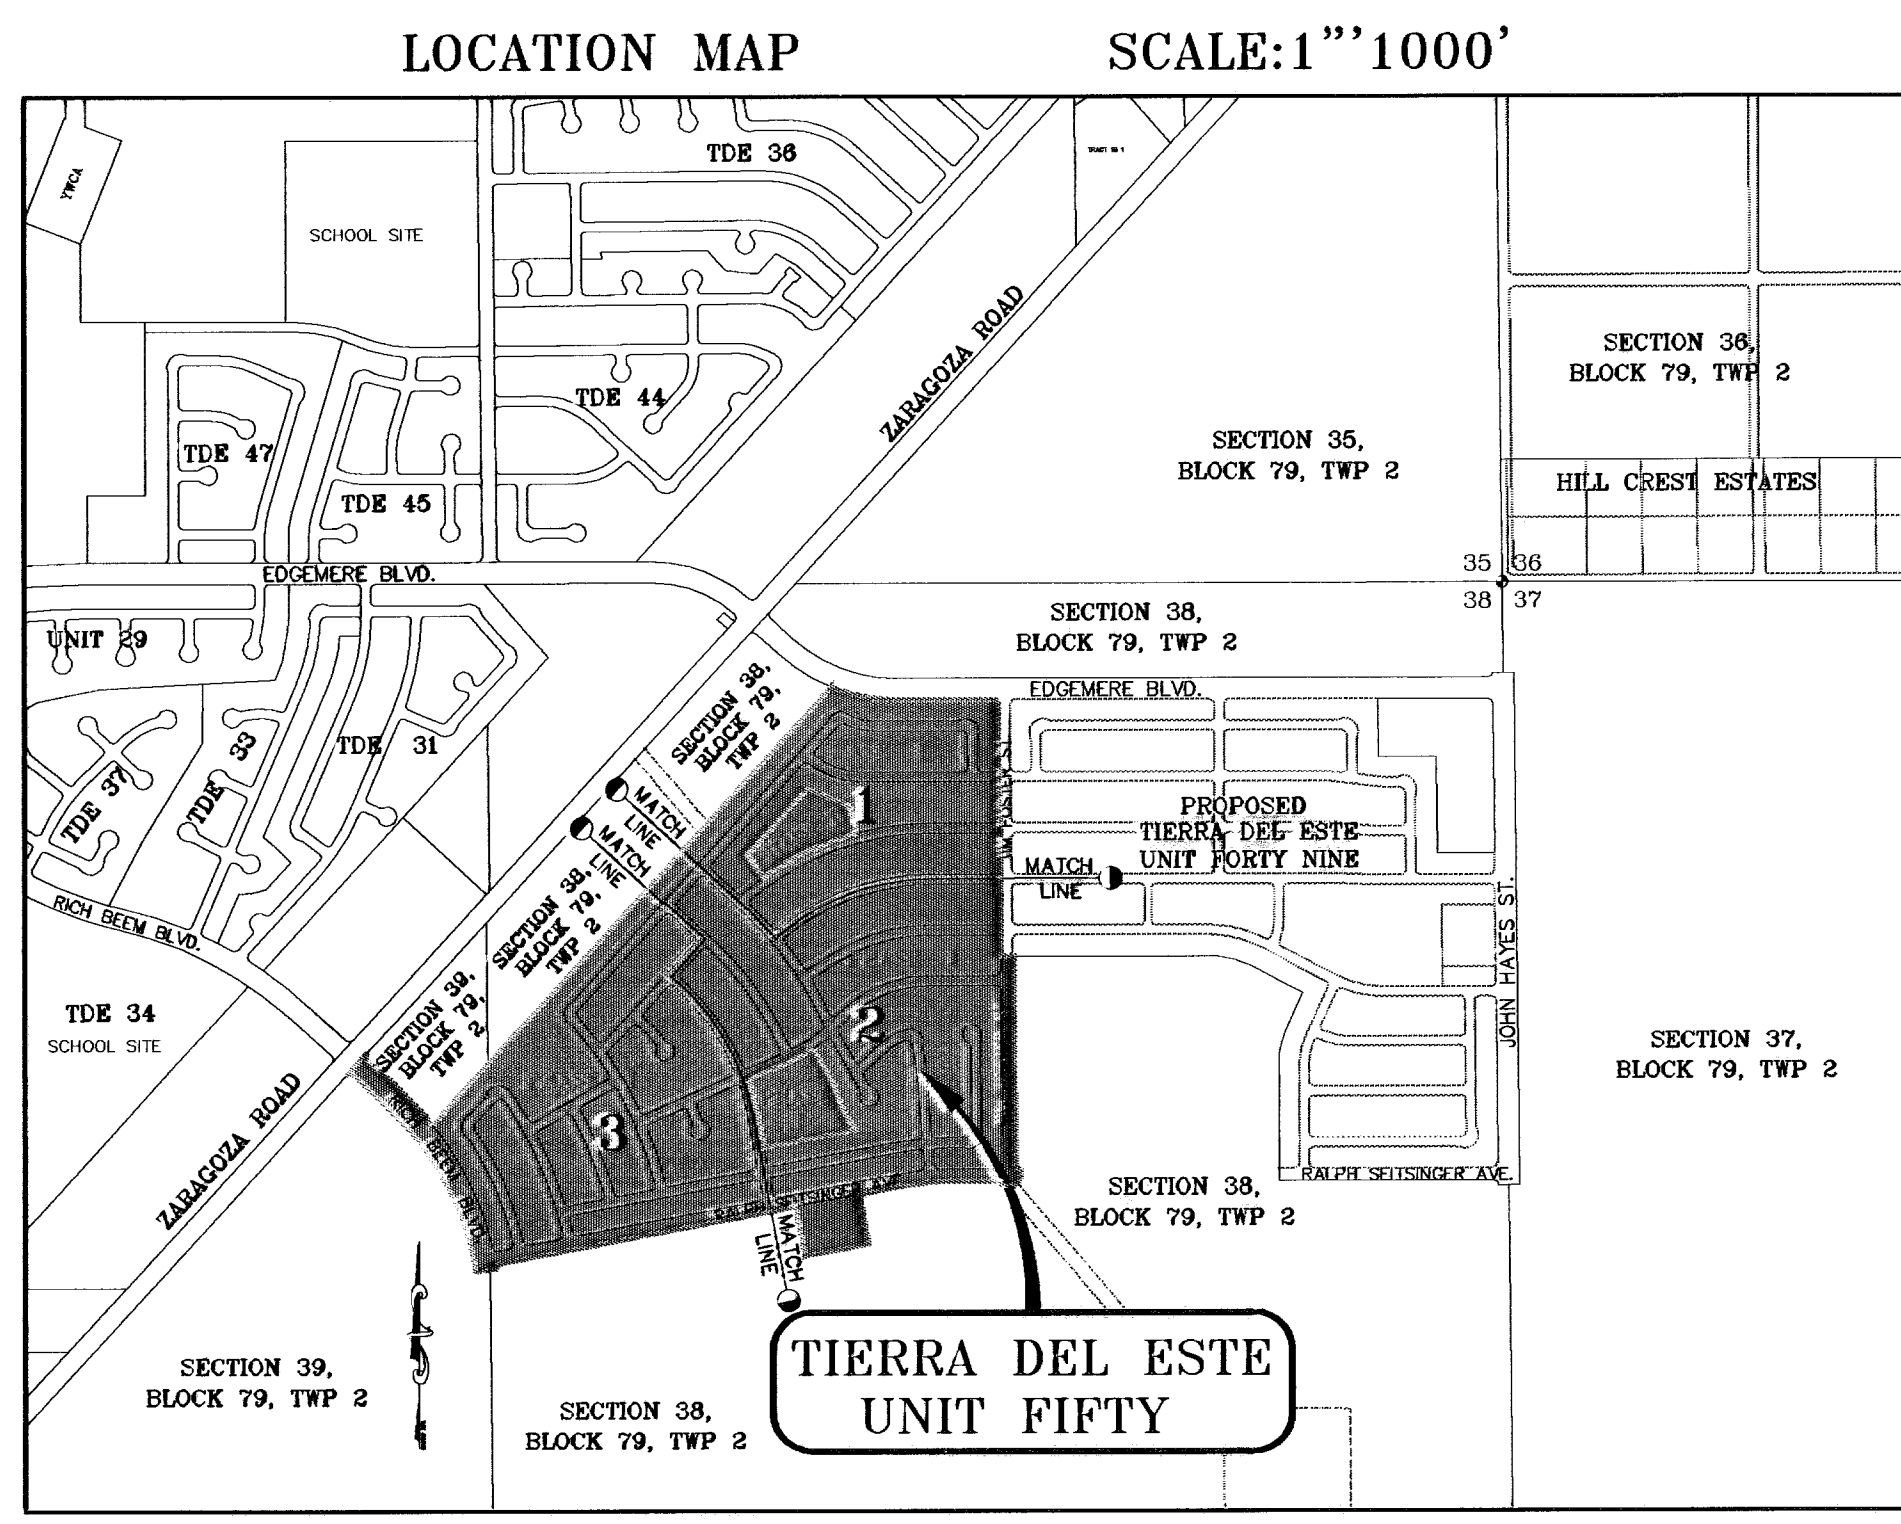 LOCATION MAP
SCALE:1"'1000'
YWCA
SCHOOL SITE
TDE 36
ZARAGOZA ROAD
SECTION 36,
BLOCK 79, TWP 2
TDE 44
TDE 47
TDE 45
SECTION 35,
BLOCK 79, TWP 2
HILL CREST ESTATES
35 36
38 37
EDGEMERE BLVD.
UNIT 29
SECTION 38,
BLOCK 79, TWP 2
EDGEMERE BLVD.
TDE 33
TDE 31
TDE 37
SECTION 38,
BLOCK 79,
TWP 2
1
MATCH
LINE
MATCH
LINE
PROPOSED
TIERRA DEL ESTE
UNIT FORTY NINE
MATCH
LINE
RICH BEEM BLVD.
SECTION 38,
BLOCK 79,
TWP 2
JOHN HAYES ST.
SECTION 39,
BLOCK 79,
TWP 2
TDE 34
SCHOOL SITE
2
SECTION 37,
BLOCK 79, TWP 2
ZARAGOZA ROAD
RICH BEEM BLVD.
3
RALPH SEITSINGER AVE.
RALPH SEITSINGER AVE.
SECTION 38,
BLOCK 79, TWP 2
MATCH
LINE
TIERRA DEL ESTE
UNIT FIFTY
SECTION 39,
BLOCK 79, TWP 2
SECTION 38,
BLOCK 79, TWP 2